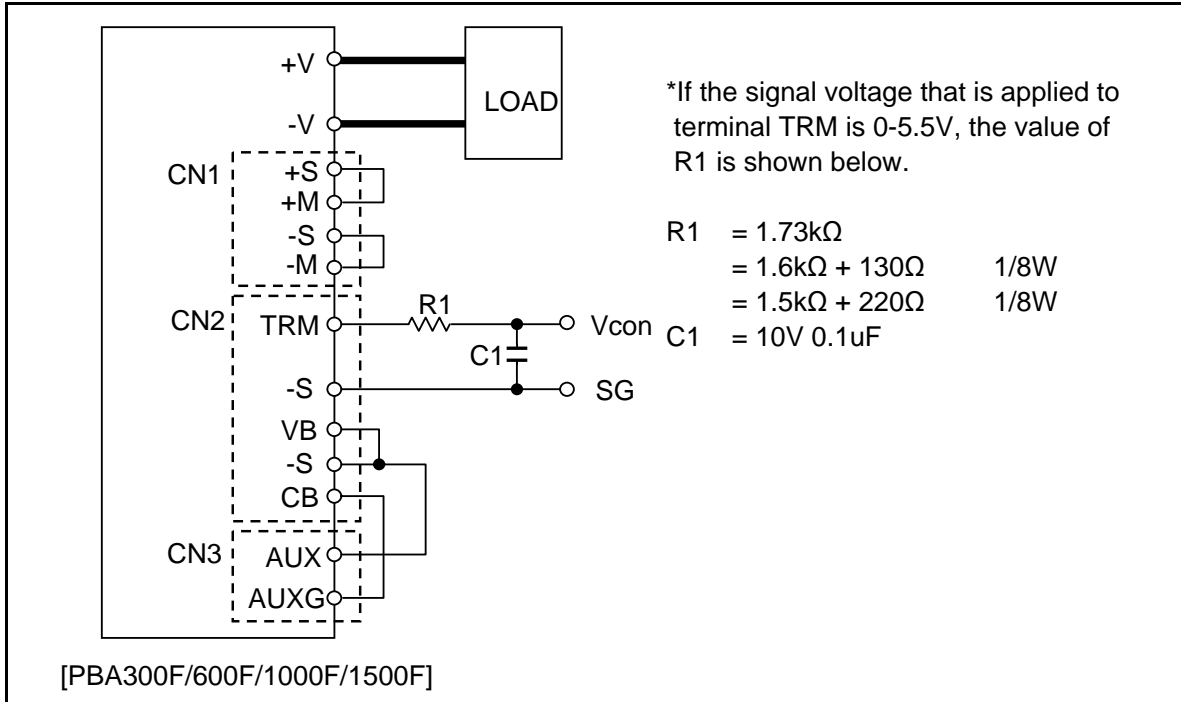 +V
LOAD
-V
CN1
+S
+M
-S
-M
CN2
TRM
R1
Vcon
C1
-S
SG
VB
-S
CB
CN3
AUX
AUXG
[PBA300F/600F/1000F/1500F]
*If the signal voltage that is applied to
terminal TRM is 0-5.5V, the value of
R1 is shown below.
R1 = 1.73kΩ
= 1.6kΩ + 130Ω 1/8W
= 1.5kΩ + 220Ω 1/8W
C1 = 10V 0.1uF